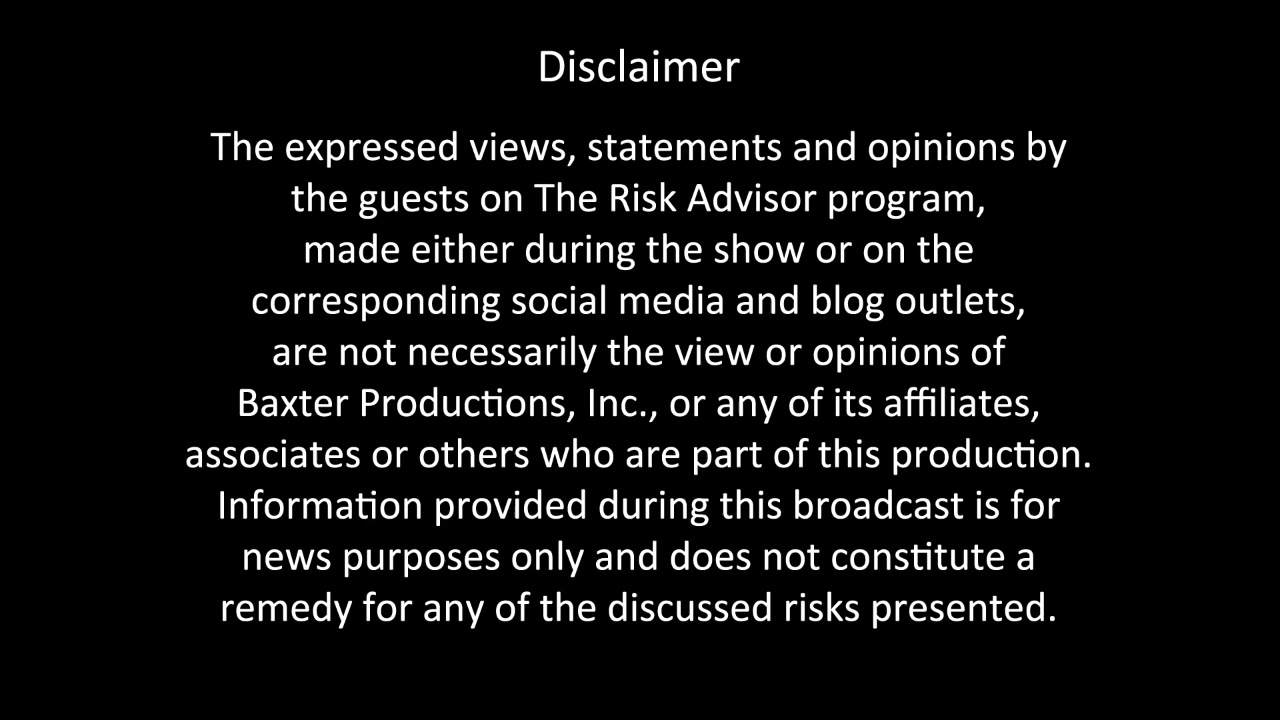 Disclaimer
The expressed views, statements and opinions by
the guests on The Risk Advisor program,
made either during the show or on the
corresponding social media and blog outlets,
are not necessarily the view or opinions of
Baxter Productions, Inc., or any of its affiliates,
associates or others who are part of this production.
Information provided during this broadcast is for
news purposes only and does not constitute a
remedy for any of the discussed risks presented.